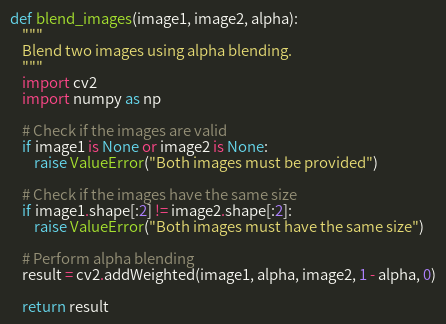 def blend_images(image1, image2, alpha):
    """
    Blend two images using alpha blending.
    """
    import cv2
    import numpy as np

    # Check if the images are valid
    if image1 is None or image2 is None:
        raise ValueError("Both images must be provided")

    # Check if the images have the same size
    if image1.shape[:2] != image2.shape[:2]:
        raise ValueError("Both images must have the same size")

    # Perform alpha blending
    result = cv2.addWeighted(image1, alpha, image2, 1 - alpha, 0)

    return result